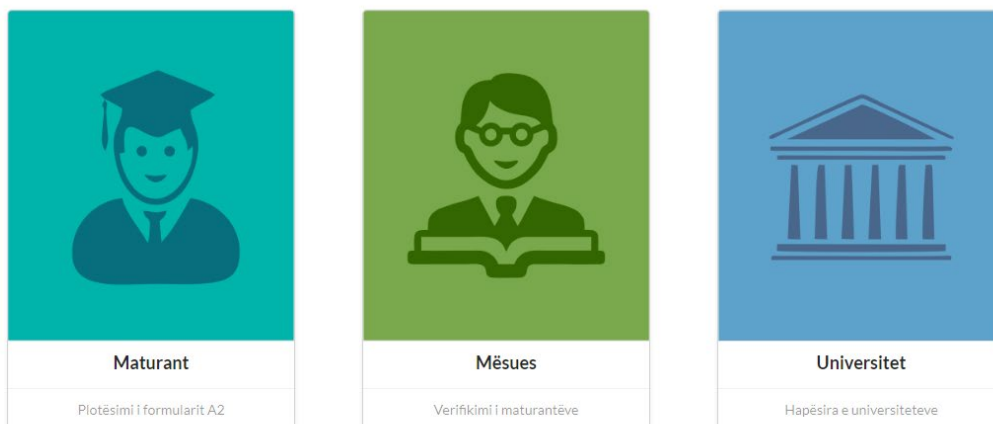 Maturant
Plotësimi i formularit A2
Mësues
Verifikimi i maturantëve
Universitet
Hapësira e universiteteve